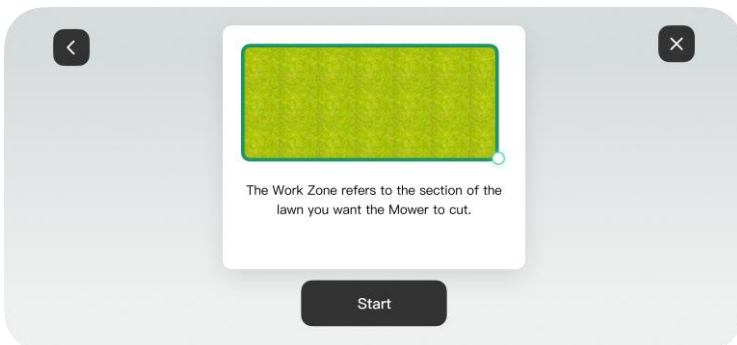 The Work Zone refers to the section of the
lawn you want the Mower to cut.
Start